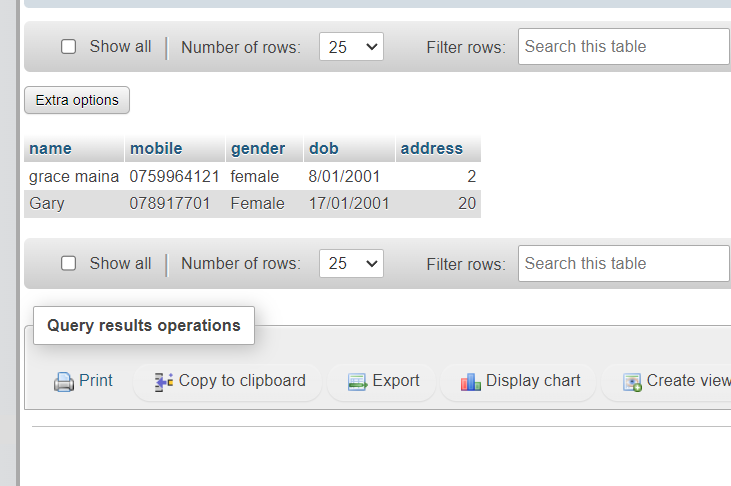 Show all Number of rows: 25 Filter rows: Search this table
Extra options
name mobile gender dob address
grace maina 0759964121 female 8/01/2001 2
Gary 078917701 Female 17/01/2001 20
Show all Number of rows: 25 Filter rows: Search this table
Query results operations
Print Copy to clipboard Export Display chart Create view